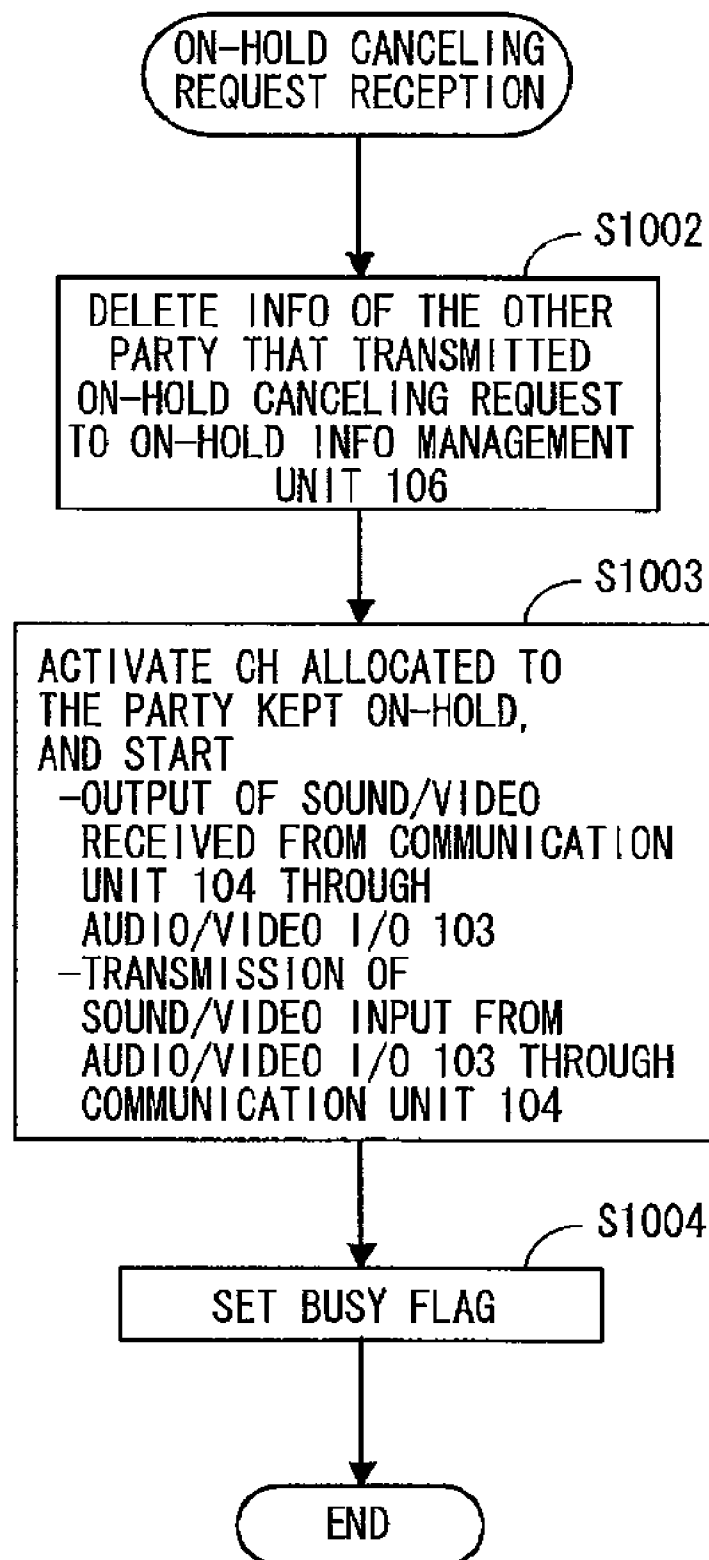 ON-HOLD CANCELING
REQUEST RECEPTION
S1002
DELETE INFO OF THE OTHER
PARTY THAT TRANSMITTED
ON-HOLD CANCELING REQUEST
TO ON-HOLD INFO MANAGEMENT
UNIT 106
S1003
ACTIVATE CH ALLOCATED TO
THE PARTY KEPT ON-HOLD,
AND START
-OUTPUT OF SOUND/VIDEO
RECEIVED FROM COMMUNICATION
UNIT 104 THROUGH
AUDIO/VIDEO I/O 103
-TRANSMISSION OF
SOUND/VIDEO INPUT FROM
AUDIO/VIDEO I/O 103 THROUGH
COMMUNICATION UNIT 104
S1004
SET BUSY FLAG
END